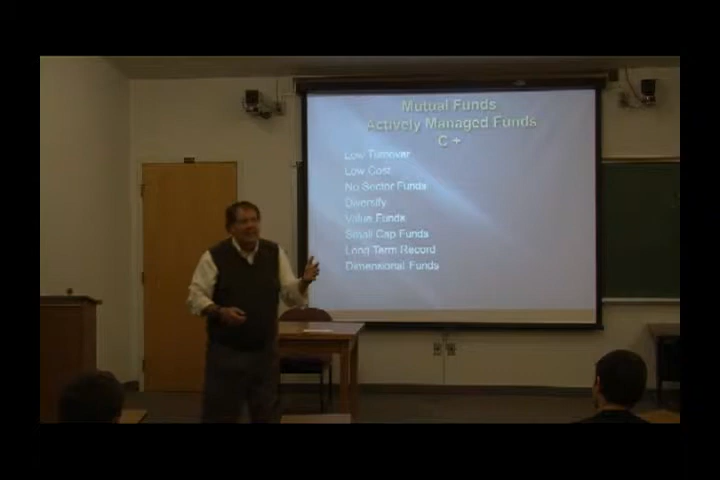 Mutual Funds
Actively Managed Funds
C +
Low Turnover
Low Cost
No Sector Funds
Diversify
Value Funds
Small Cap Funds
Long Term Record
Dimensional Funds